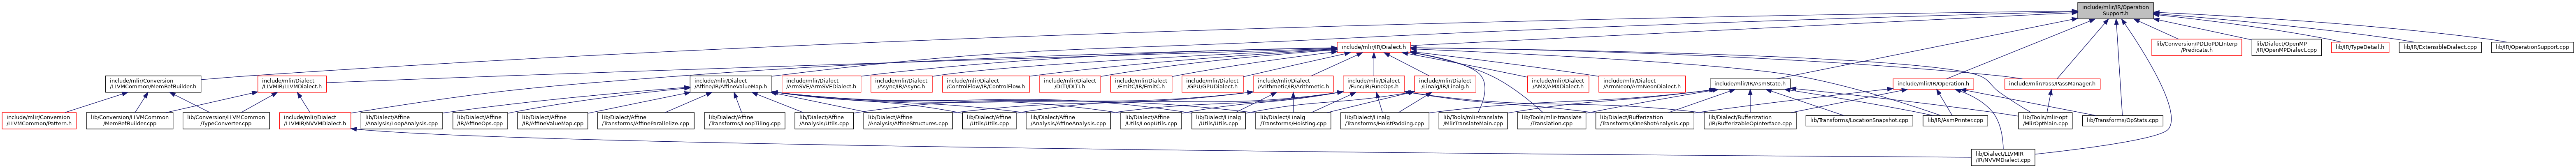 include/mlir/IR/Operation
Support.h
include/mlir/IR/Dialect.h
lib/Conversion/PDLToPDLInterp
/Predicate.h
lib/Dialect/OpenMP
/IR/OpenMPDialect.cpp
lib/IR/TypeDetail.h
lib/IR/ExtensibleDialect.cpp
lib/IR/OperationSupport.cpp
include/mlir/Conversion
/LLVMCommon/MemRefBuilder.h
include/mlir/Dialect
/LLVMIR/LLVMDialect.h
include/mlir/Dialect
/Affine/IR/AffineValueMap.h
include/mlir/Dialect
/ArmSVE/ArmSVEDialect.h
include/mlir/Dialect
/Async/IR/Async.h
include/mlir/Dialect
/ControlFlow/IR/ControlFlow.h
include/mlir/Dialect
/DLTI/DLTI.h
include/mlir/Dialect
/EmitC/IR/EmitC.h
include/mlir/Dialect
/GPU/GPUDialect.h
include/mlir/Dialect
/Arithmetic/IR/Arithmetic.h
include/mlir/Dialect
/Func/IR/FuncOps.h
include/mlir/Dialect
/Linalg/IR/Linalg.h
include/mlir/Dialect
/AMX/AMXDialect.h
include/mlir/Dialect
/ArmNeon/ArmNeonDialect.h
include/mlir/IR/AsmState.h
include/mlir/IR/Operation.h
include/mlir/Pass/PassManager.h
include/mlir/Conversion
/LLVMCommon/Pattern.h
lib/Conversion/LLVMCommon
/MemRefBuilder.cpp
lib/Conversion/LLVMCommon
/TypeConverter.cpp
include/mlir/Dialect
/LLVMIR/NVVMDialect.h
lib/Dialect/Affine
/Analysis/LoopAnalysis.cpp
lib/Dialect/Affine
/IR/AffineOps.cpp
lib/Dialect/Affine
/IR/AffineValueMap.cpp
lib/Dialect/Affine
/Transforms/AffineParallelize.cpp
lib/Dialect/Affine
/Transforms/LoopTiling.cpp
lib/Dialect/Affine
/Analysis/Utils.cpp
lib/Dialect/Affine
/Analysis/AffineStructures.cpp
lib/Dialect/Affine
/Utils/Utils.cpp
lib/Dialect/Affine
/Analysis/AffineAnalysis.cpp
lib/Dialect/Affine
/Utils/LoopUtils.cpp
lib/Dialect/Linalg
/Utils/Utils.cpp
lib/Dialect/Linalg
/Transforms/Hoisting.cpp
lib/Dialect/Linalg
/Transforms/HoistPadding.cpp
lib/Tools/mlir-translate
/MlirTranslateMain.cpp
lib/Tools/mlir-translate
/Translation.cpp
lib/Dialect/Bufferization
/Transforms/OneShotAnalysis.cpp
lib/Dialect/Bufferization
/IR/BufferizableOpInterface.cpp
lib/Transforms/LocationSnapshot.cpp
lib/IR/AsmPrinter.cpp
lib/Tools/mlir-opt
/MlirOptMain.cpp
lib/Transforms/OpStats.cpp
lib/Dialect/LLVMIR
/IR/NVVMDialect.cpp